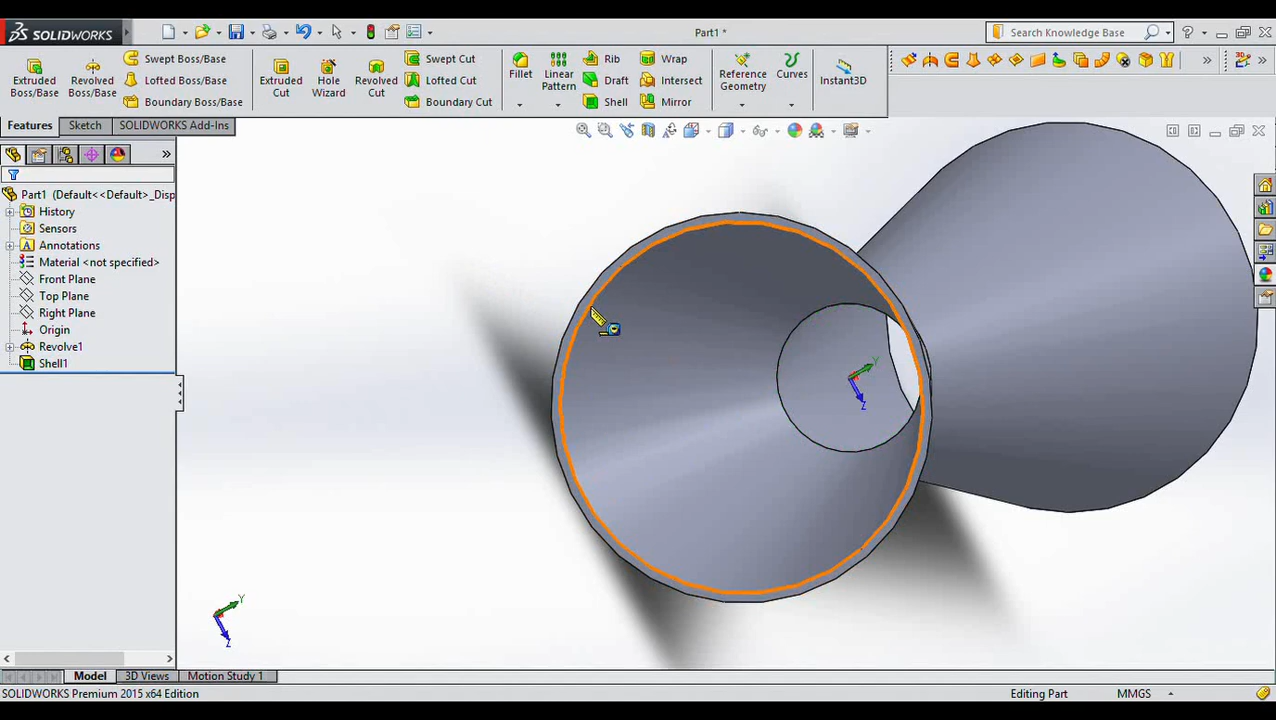 SOLIDWORKS
Part1 *
Search Knowledge Base
Extruded Boss/Base
Revolved Boss/Base
Swept Boss/Base
Lofted Boss/Base
Boundary Boss/Base
Extruded Cut
Hole Wizard
Revolved Cut
Swept Cut
Lofted Cut
Boundary Cut
Fillet
Linear Pattern
Rib
Draft
Shell
Wrap
Intersect
Mirror
Reference Geometry
Curves
Instant3D
3D
Features
Sketch
SOLIDWORKS Add-Ins
Part1 (Default<<Default>_Disp
History
Sensors
A Annotations
Material <not specified>
Front Plane
Top Plane
Right Plane
Origin
Revolve1
Shell1
Y
Z
Y
Z
Model
3D Views
Motion Study 1
SOLIDWORKS Premium 2015 x64 Edition
Editing Part
MMGS